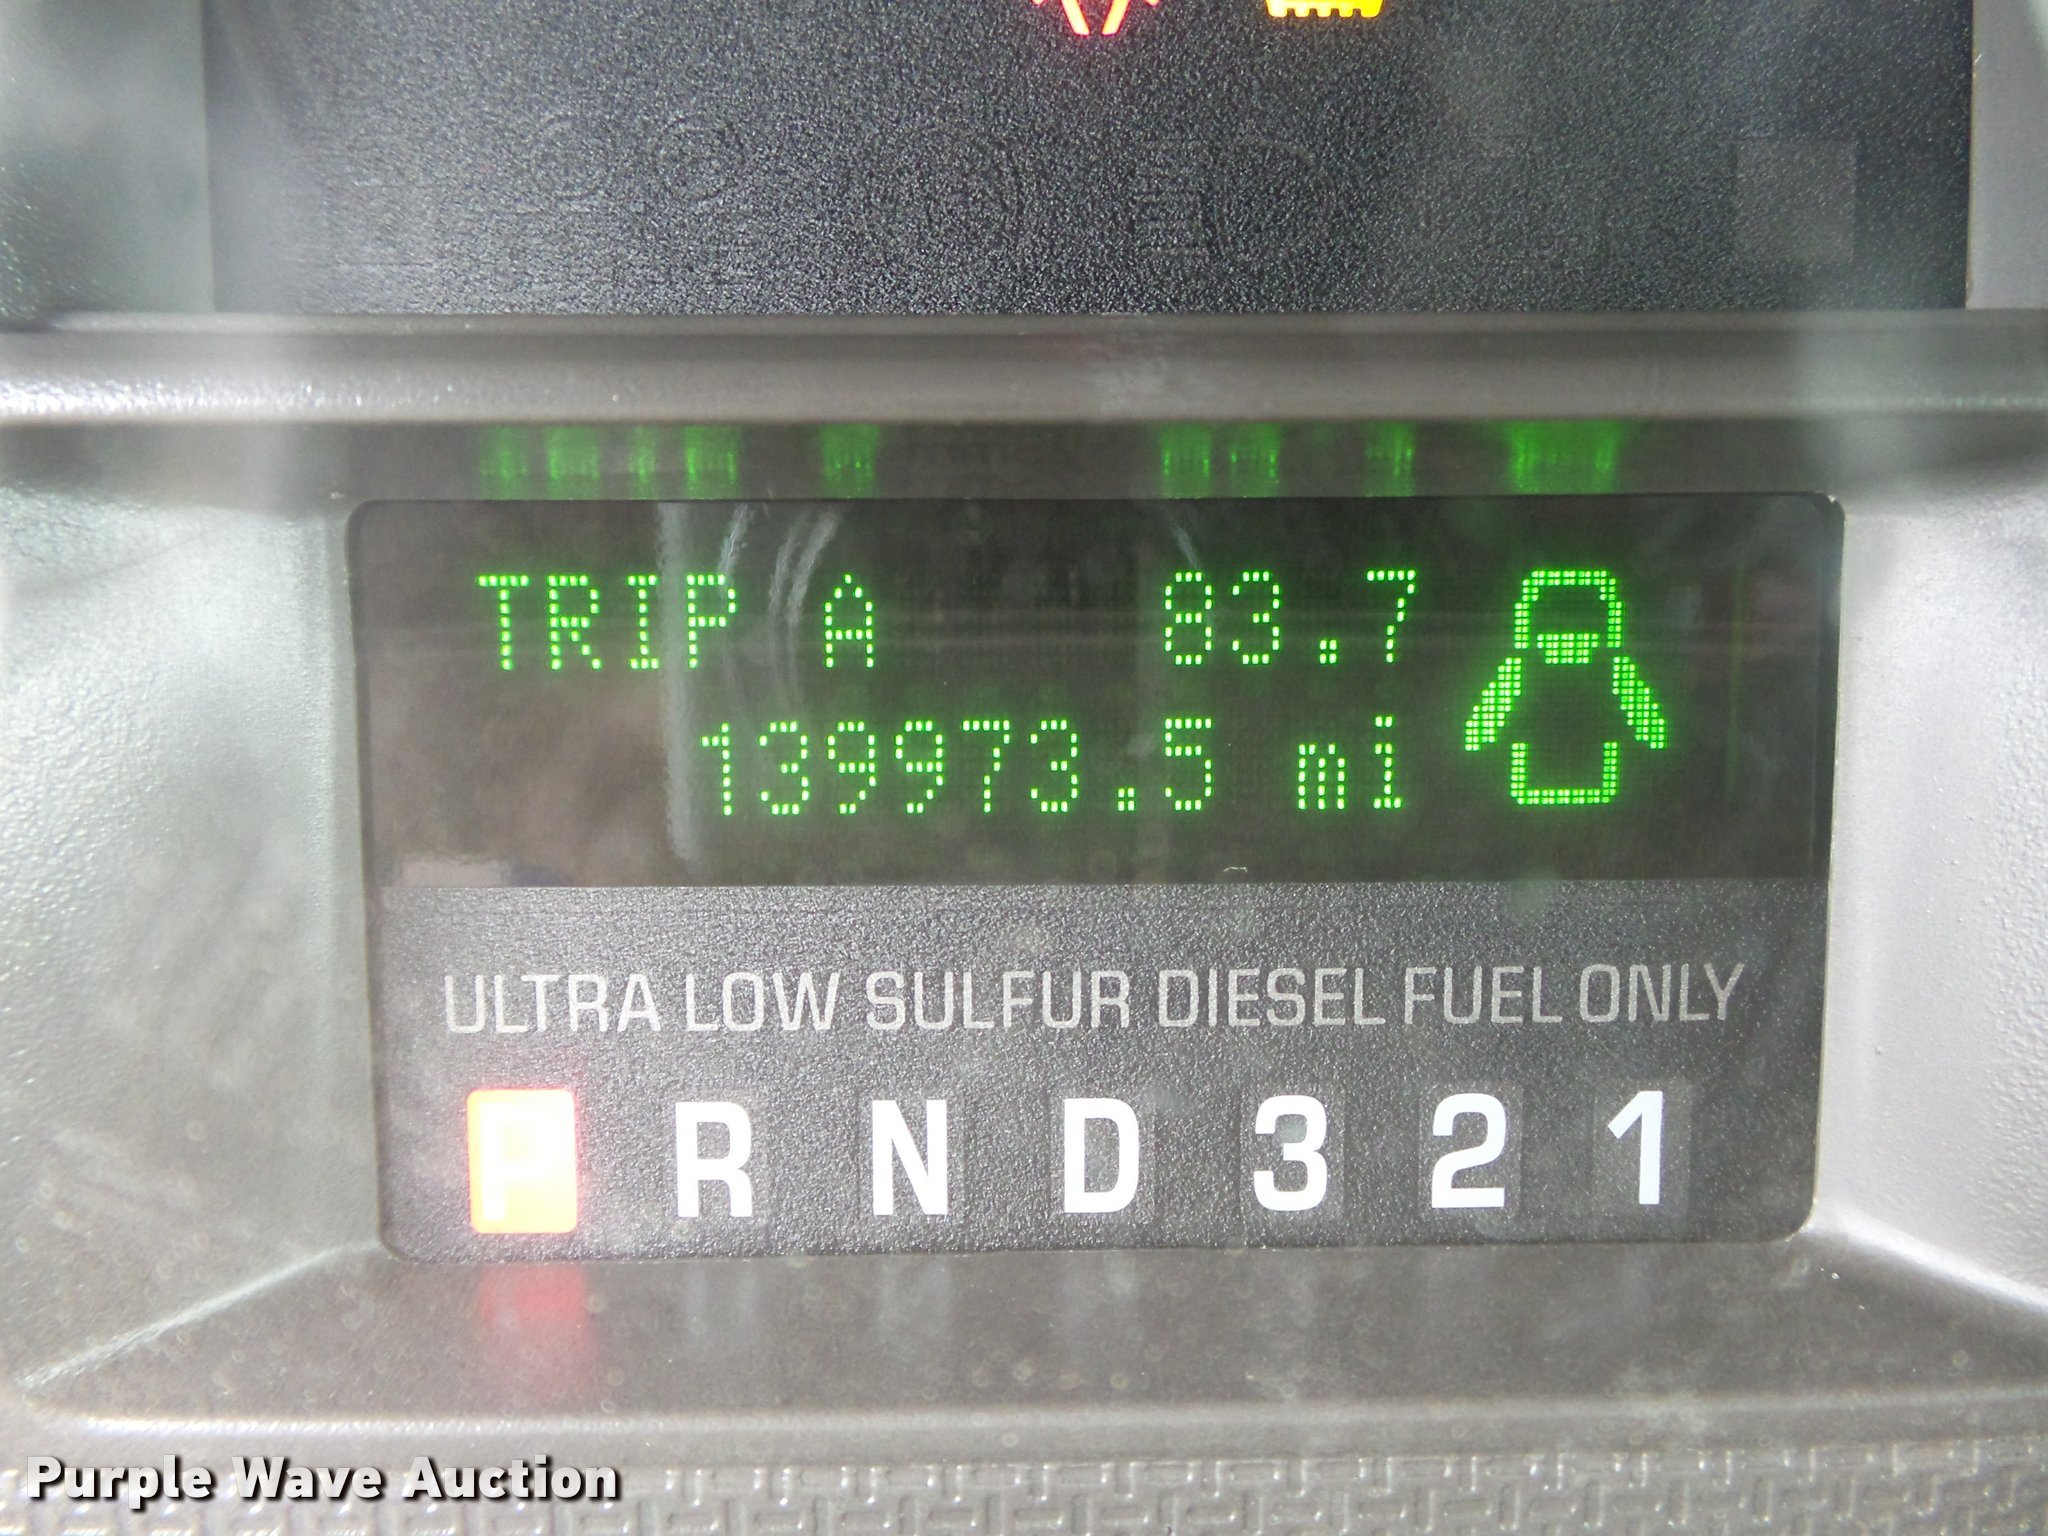 TRIP A 83.7
139973.5 mi
ULTRA LOW SULFUR DIESEL FUEL ONLY
P R N D 3 2 1
Purple Wave Auction